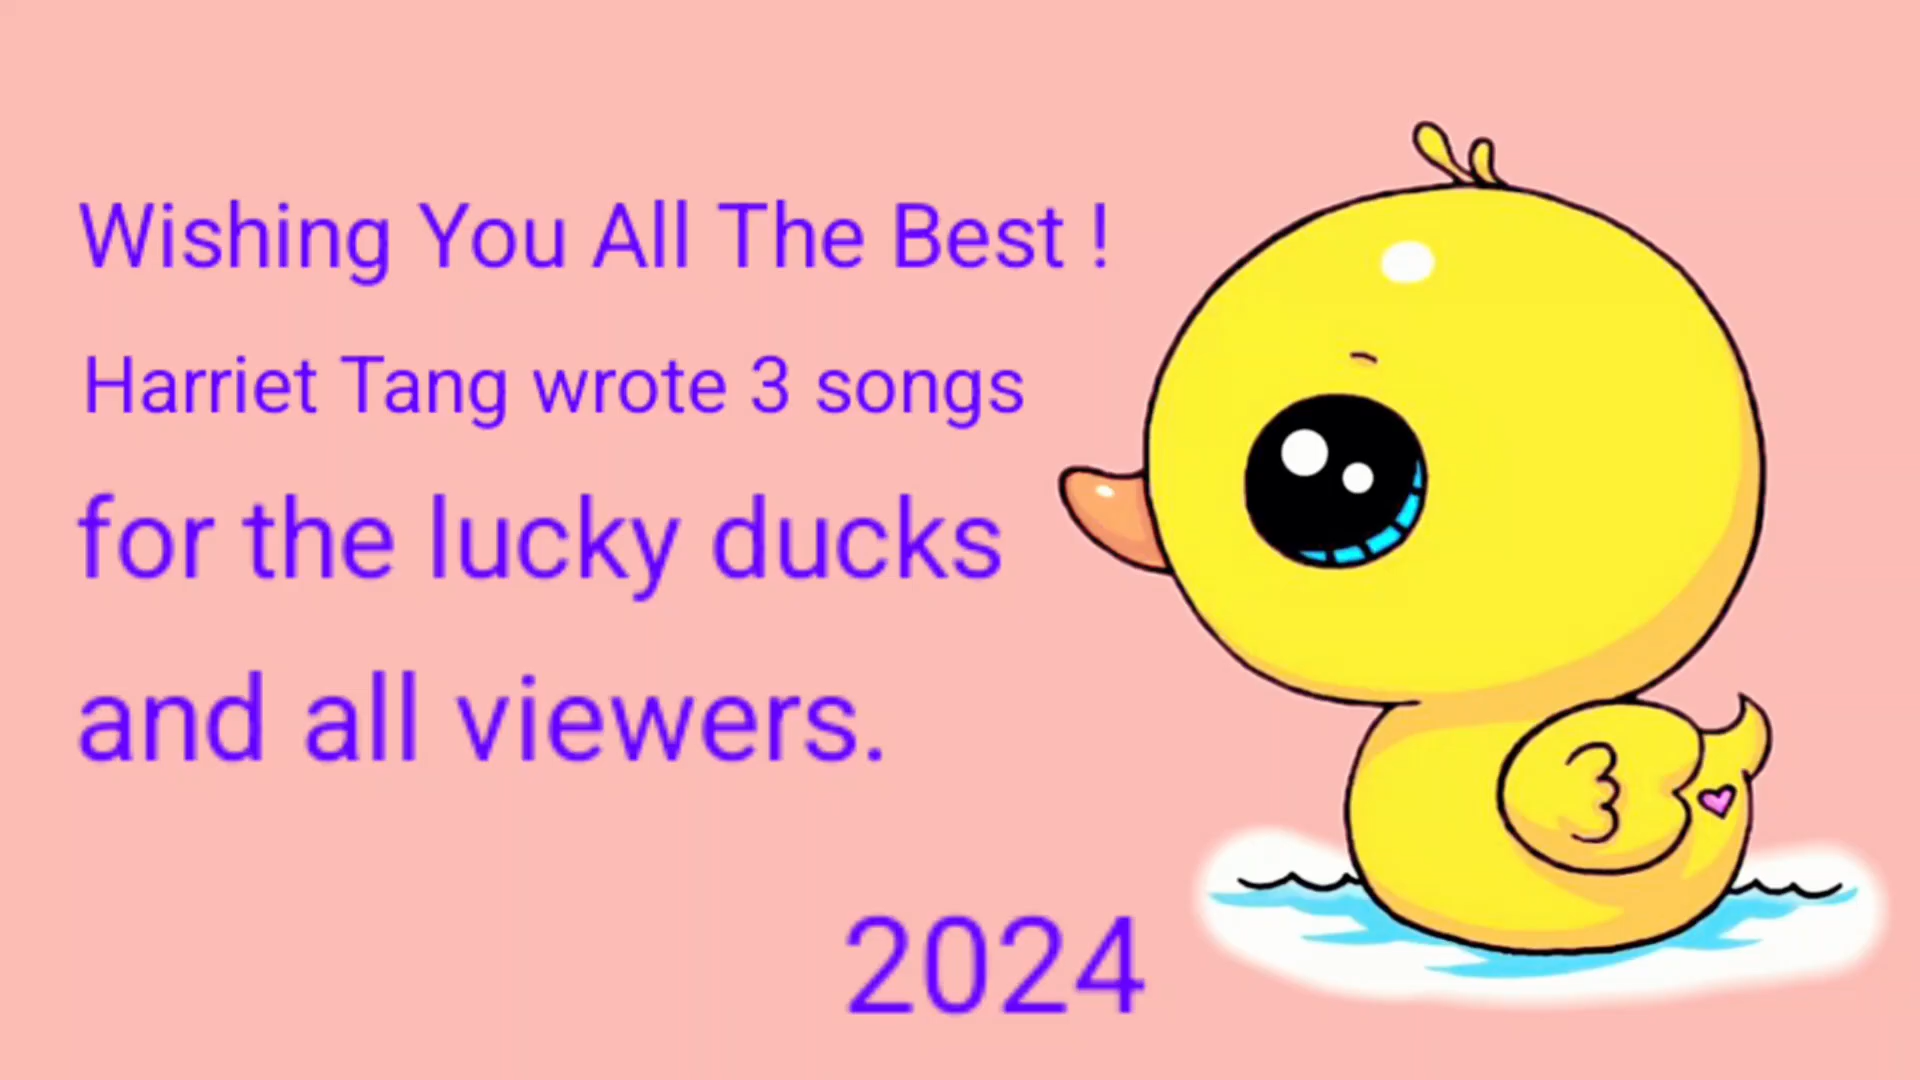 Wishing You All The Best !
Harriet Tang wrote 3 songs
for the lucky ducks
and all viewers.
2024